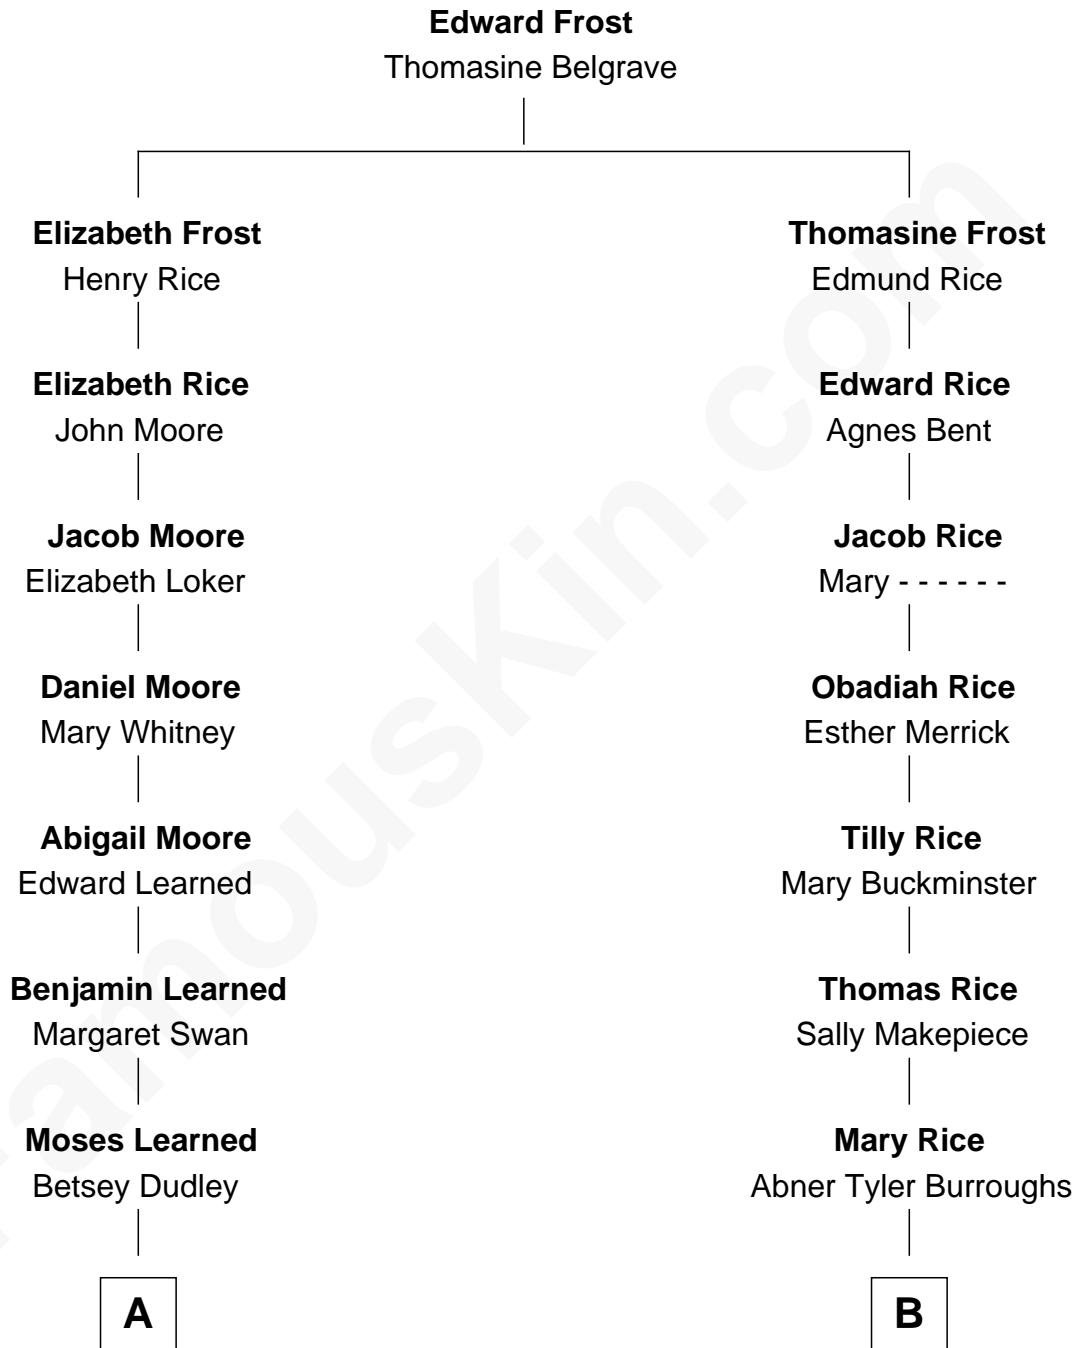 Edward Frost
Thomasine Belgrave
Elizabeth Frost
Henry Rice
Thomasine Frost
Edmund Rice
Elizabeth Rice
John Moore
Edward Rice
Agnes Bent
Jacob Moore
Elizabeth Loker
Jacob Rice
Mary - - - - - -
Daniel Moore
Mary Whitney
Obadiah Rice
Esther Merrick
Abigail Moore
Edward Learned
Tilly Rice
Mary Buckminster
Benjamin Learned
Margaret Swan
Thomas Rice
Sally Makepiece
Moses Learned
Betsey Dudley
Mary Rice
Abner Tyler Burroughs
A
B
FamousKin.com